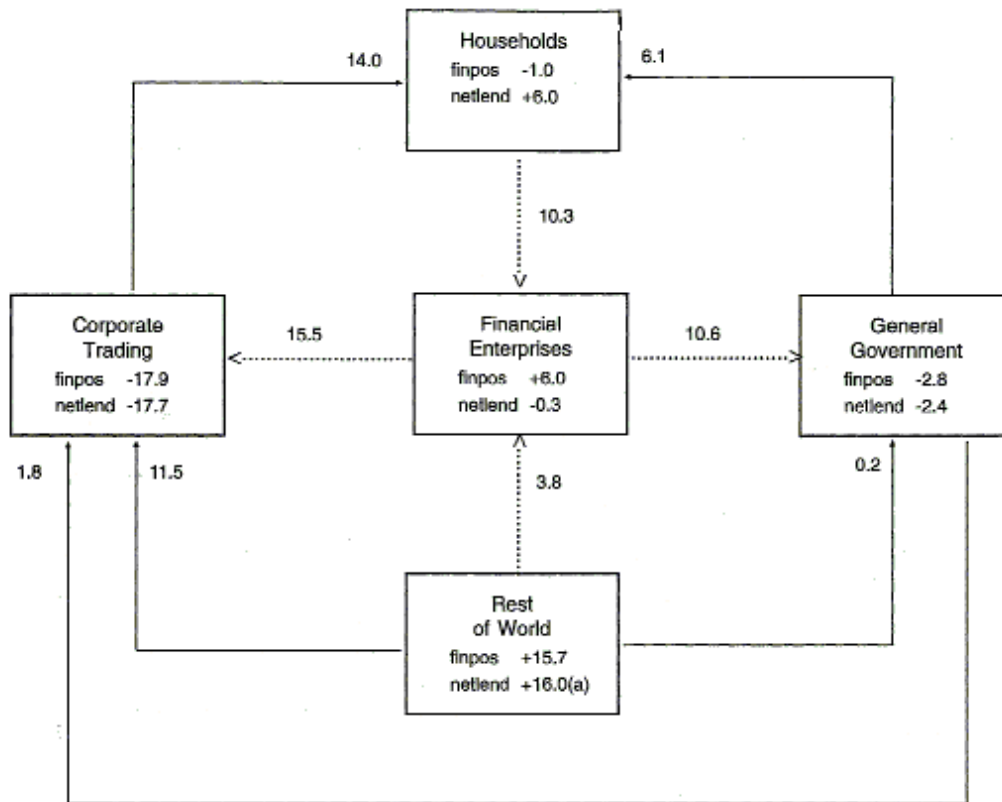 Households
finpos -1.0
netlend +6.0
14.0
6.1
10.3
Corporate
Trading
finpos -17.9
netlend -17.7
15.5
Financial
Enterprises
finpos +6.0
netlend -0.3
10.6
General
Government
finpos -2.8
netlend -2.4
1.8
11.5
3.8
0.2
Rest
of World
finpos +15.7
netlend +16.0(a)